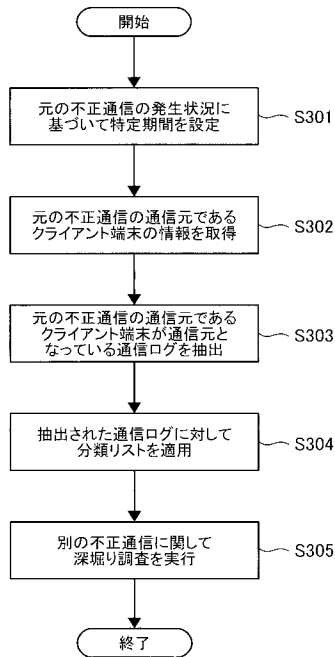 開始
元の不正通信の発生状況に
基づいて特定期間を設定
S301
元の不正通信の通信元である
クライアント端末の情報を取得
S302
元の不正通信の通信元である
クライアント端末が通信元と
なっている通信ログを抽出
S303
抽出された通信ログに対して
分類リストを適用
S304
別の不正通信に関して
深堀り調査を実行
S305
終了